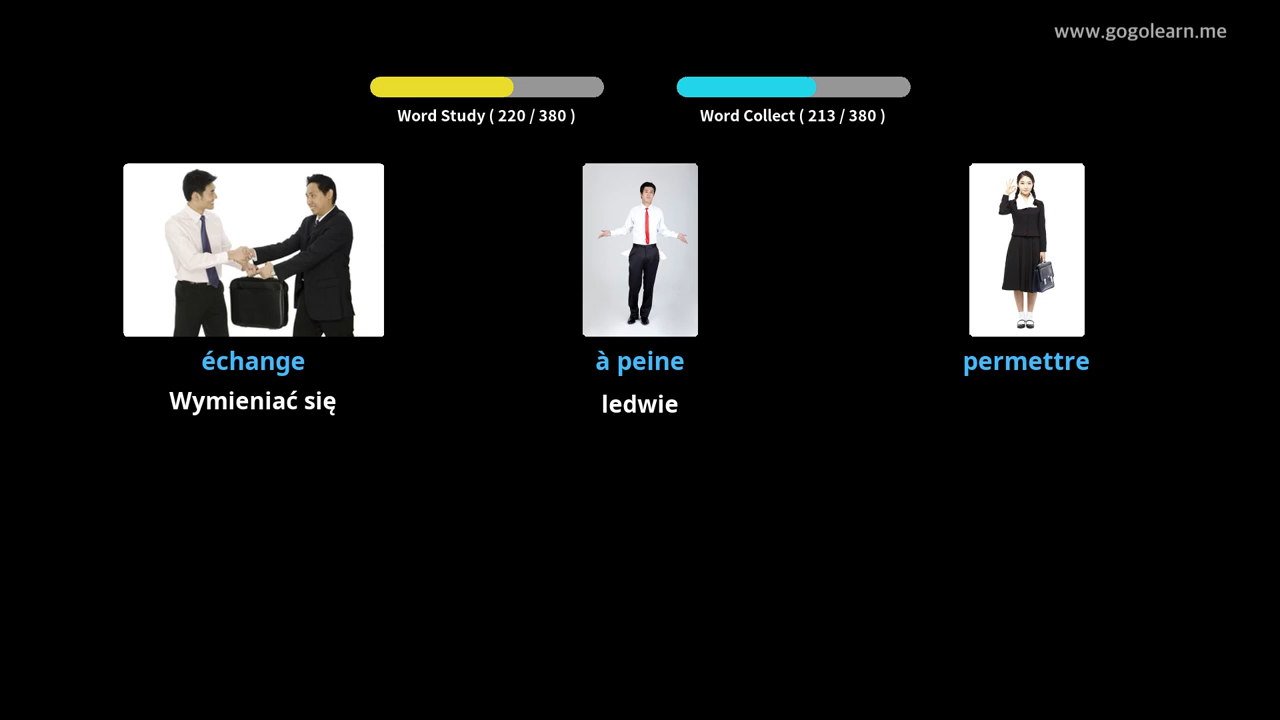 www.gogolearn.me
Word Study ( 220 / 380 )
Word Collect ( 213 / 380 )
échange
à peine
permettre
Wymieniać się
ledwie